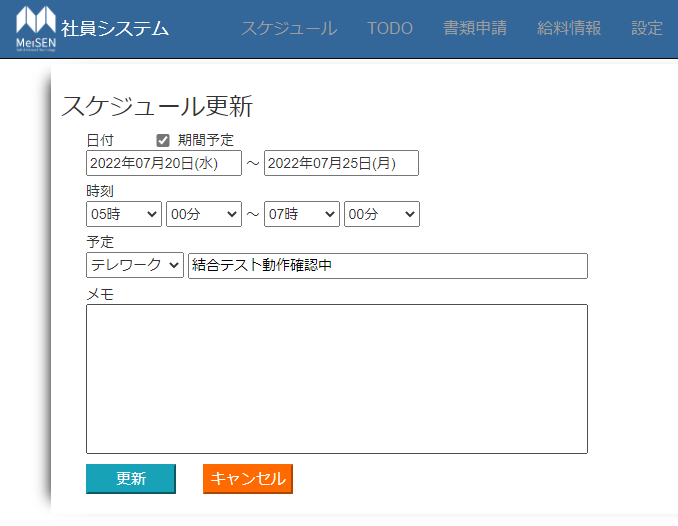 MeiSEN
社員システム スケジュール TODO 書類申請 給料情報 設定
スケジュール更新
日付 期間予定
2022年07月20日(水) ～ 2022年07月25日(月)
時刻
05時 00分 ～ 07時 00分
予定
テレワーク 結合テスト動作確認中
メモ
更新 キャンセル